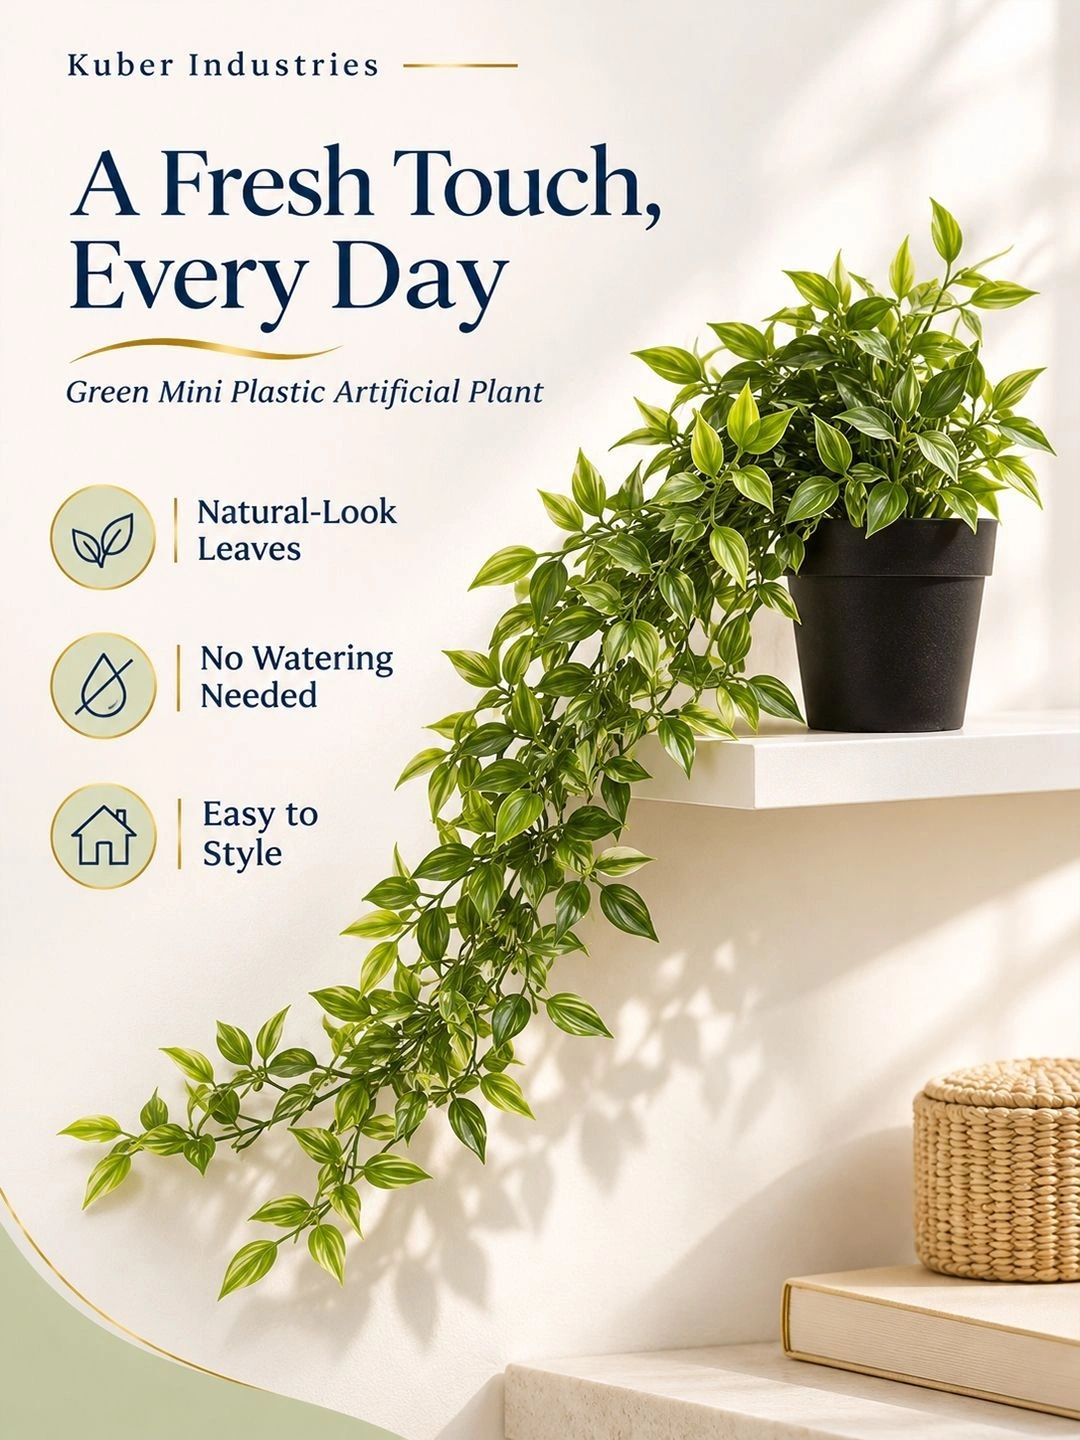 Kuber Industries
A Fresh Touch,
Every Day
Green Mini Plastic Artificial Plant
Natural-Look
Leaves
No Watering
Needed
Easy to
Style